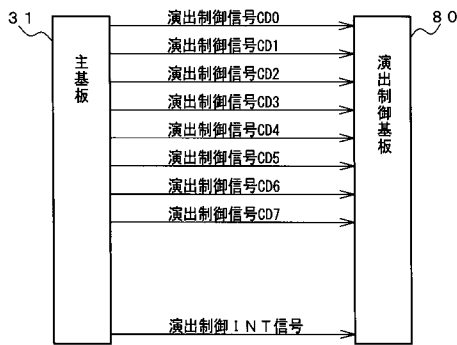 31
80
主基板
演出制御信号CD0
演出制御信号CD1
演出制御信号CD2
演出制御信号CD3
演出制御信号CD4
演出制御信号CD5
演出制御信号CD6
演出制御信号CD7
演出制御INT信号
演出制御基板